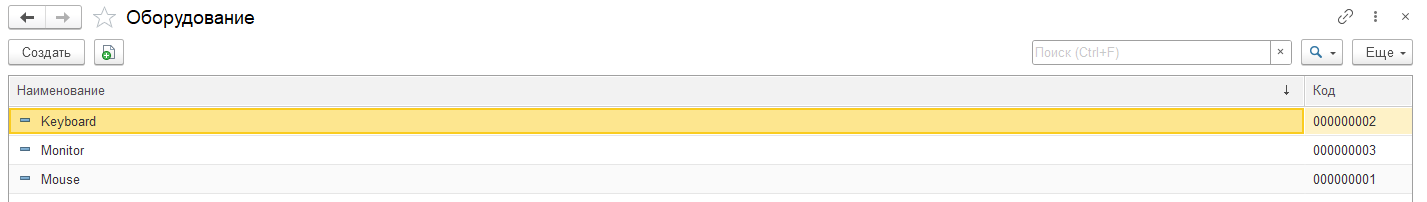 Оборудование
Создать Поиск (Ctrl+F) × Еще
Наименование ↓ Код
Keyboard 000000002
Monitor 000000003
Mouse 000000001